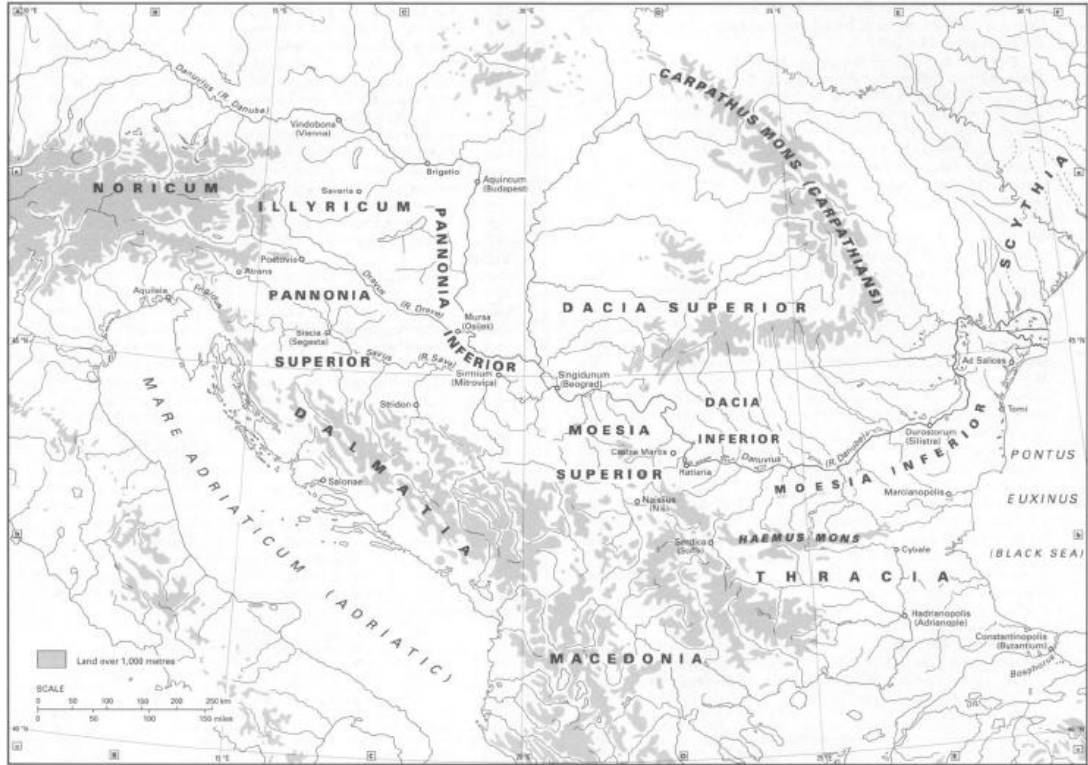 Danuvius (R. Danube)
Vindobona
(Vienna)
Brigetio
Aquincum
(Budapest)
Savaria
NORICUM
ILLYRICUM
PANNONIA
INFERIOR
CARPATHUS MONS (CARPATHIANS)
SCYTHIA
Poetovio
Atrans
Aquileia
Frigidus
PANNONIA
SUPERIOR
Dravus
(R. Drava)
Mursa
(Osijek)
Siscia
(Segesta)
Savus
(R. Sava)
Sirmium
(Mitrovica)
Singidunum
(Beograd)
DACIA SUPERIOR
Ad Salices
Tomi
Stridon
DALMATIA
Salonae
MARE ADRIATICUM (ADRIATIC)
DACIA
INFERIOR
MOESIA
SUPERIOR
Castra Martis
Ratiaria
Danuvius
(R. Danube)
Durostorum
(Silistra)
MOESIA INFERIOR
Marcianopolis
PONTUS
EUXINUS
(BLACK SEA)
Naissus
(Niš)
Serdica
(Sofia)
HAEMUS MONS
Cybale
THRACIA
Hadrianopolis
(Adrianople)
Constantinopolis
(Byzantium)
Bosphorus
MACEDONIA
Land over 1,000 metres
SCALE
0 50 100 150 200 250 km
0 50 100 150 miles